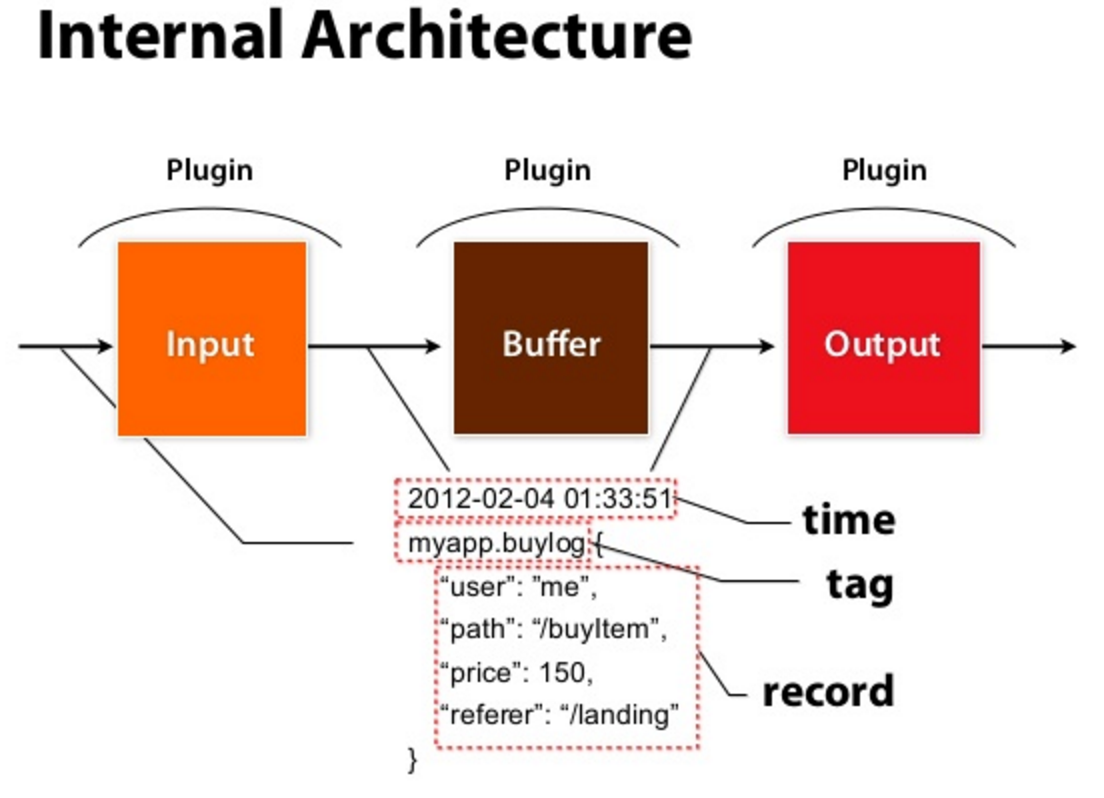 Internal Architecture
Plugin Plugin Plugin
Input Buffer Output
2012-02-04 01:33:51
time
myapp.buylog {
tag
“user”: ”me”,
“path”: “/buyItem”,
“price”: 150,
record
“referer”: “/landing”
}